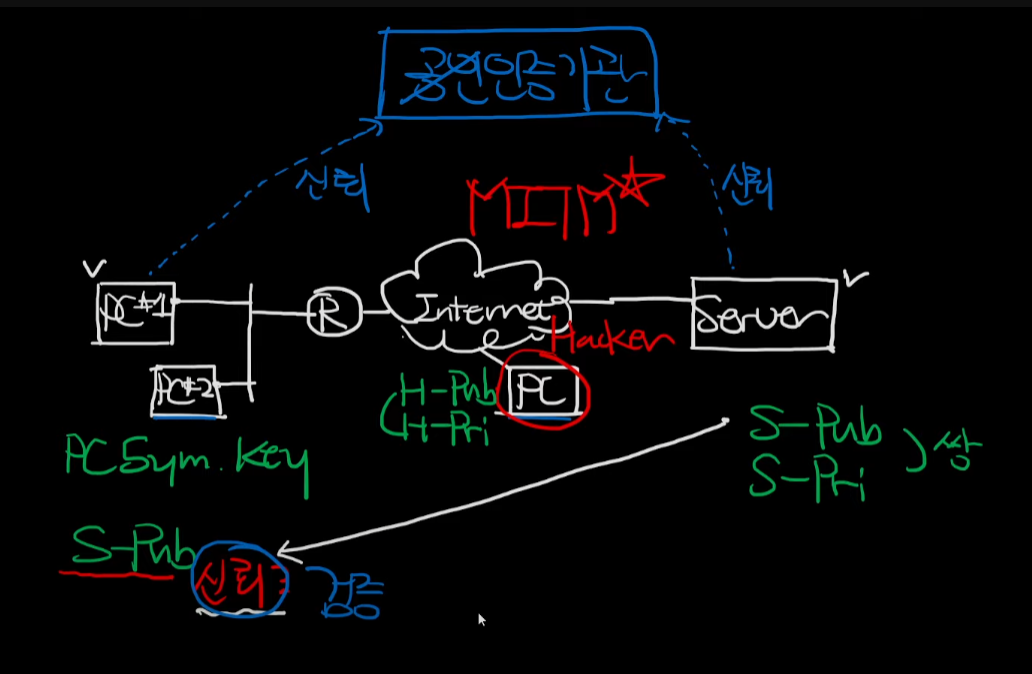 공인인증기관
신뢰
신뢰
MITM
PC#1
R
Internet
Server
Hacker
PC#2
H-Pub
H-Pri
PC
PC Sym. Key
S-Pub
S-Pri
쌍
S-Pub
신뢰
검증